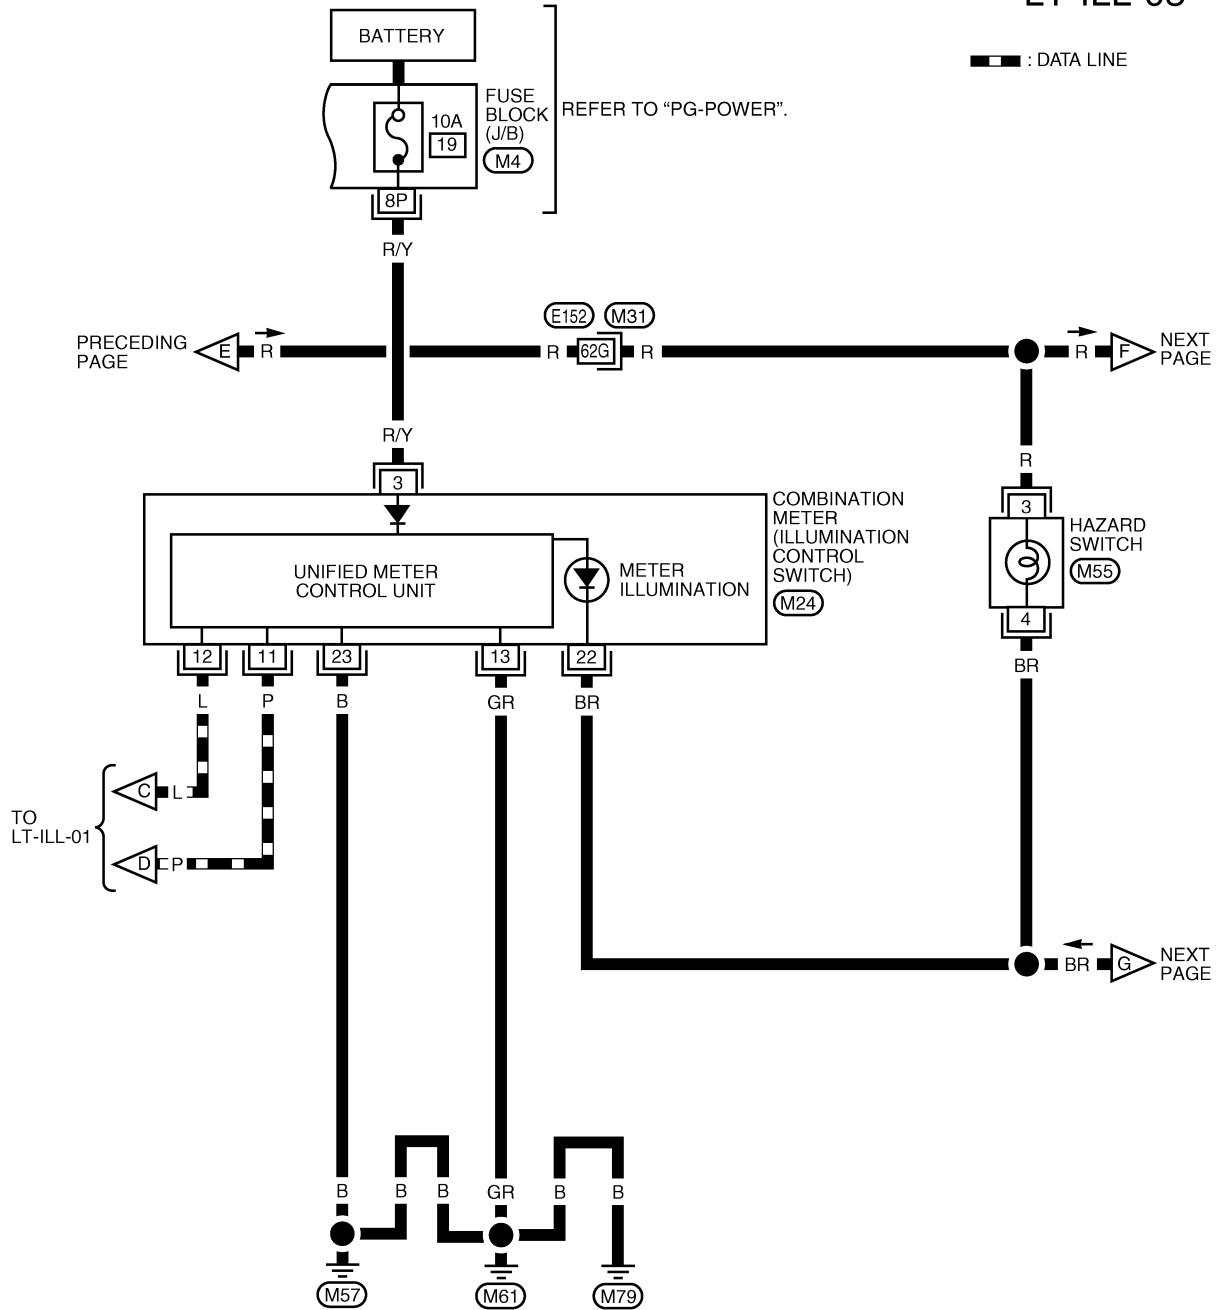 BATTERY
: DATA LINE
FUSE
BLOCK
(J/B)
M4
REFER TO “PG-POWER”.
10A
19
8P
R/Y
E152
M31
PRECEDING
PAGE
E
R
R
62G
R
R
F
NEXT
PAGE
R/Y
R
3
3
COMBINATION
METER
(ILLUMINATION
CONTROL
SWITCH)
M24
HAZARD
SWITCH
M55
UNIFIED METER
CONTROL UNIT
METER
ILLUMINATION
4
12
11
23
13
22
BR
L
P
B
GR
BR
C
L
TO
LT-ILL-01
D
P
BR
G
NEXT
PAGE
B
B
B
GR
B
B
M57
M61
M79